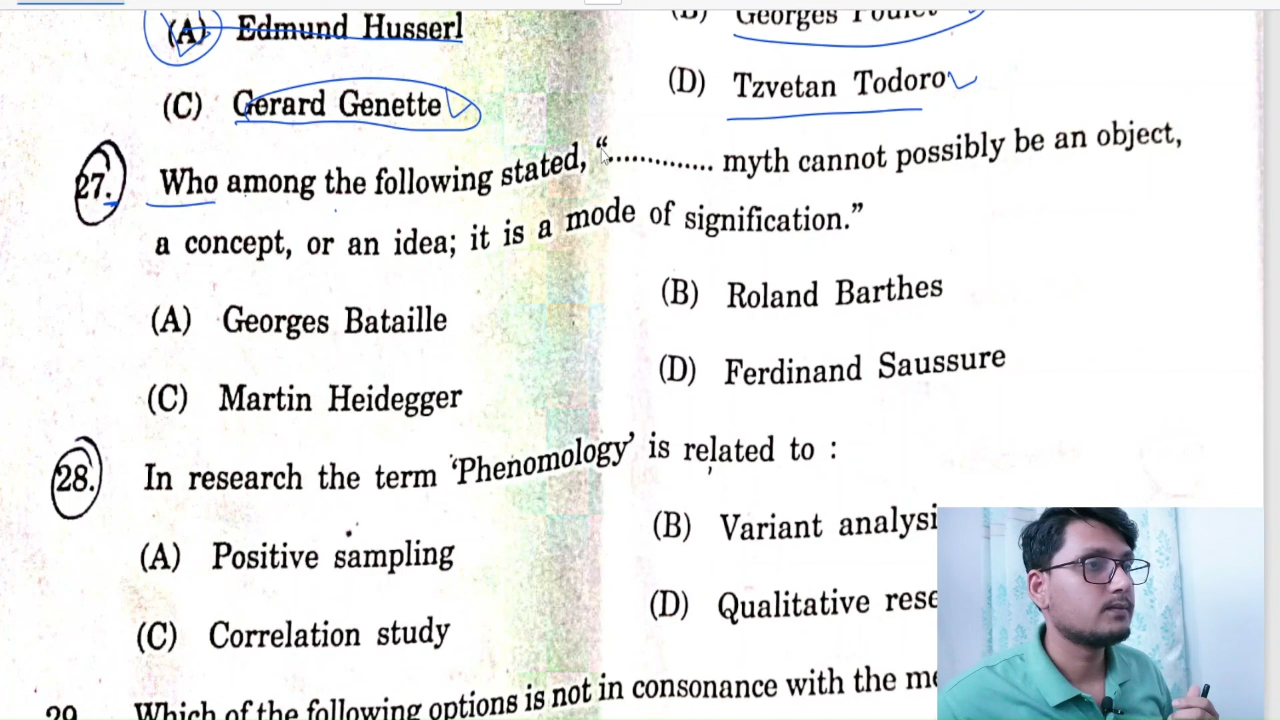 (A) Edmund Husserl
Georges
(C) Gerard Genette
(D) Tzvetan Todoro
27. Who among the following stated, “............. myth cannot possibly be an object,
a concept, or an idea; it is a mode of signification.”
(A) Georges Bataille
(B) Roland Barthes
(C) Martin Heidegger
(D) Ferdinand Saussure
28. In research the term ‘Phenomology’ is related to :
(A) Positive sampling
(B) Variant analysi
(C) Correlation study
(D) Qualitative rese
29. Which of the following options is not in consonance with the me